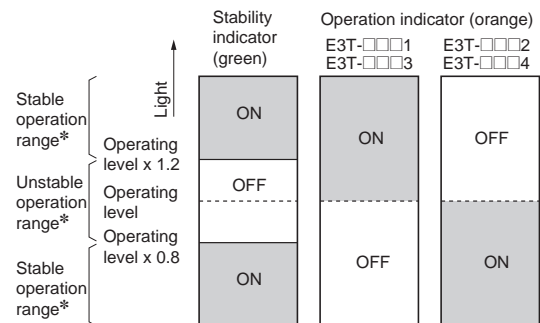 Stability
indicator
(green)
Operation indicator (orange)
E3T-□□□1
E3T-□□□3
E3T-□□□2
E3T-□□□4
Light
Stable
operation
range*
Operating
level x 1.2
Unstable
operation
range*
Operating
level
Operating
level x 0.8
Stable
operation
range*
ON
OFF
ON
ON
OFF
OFF
ON